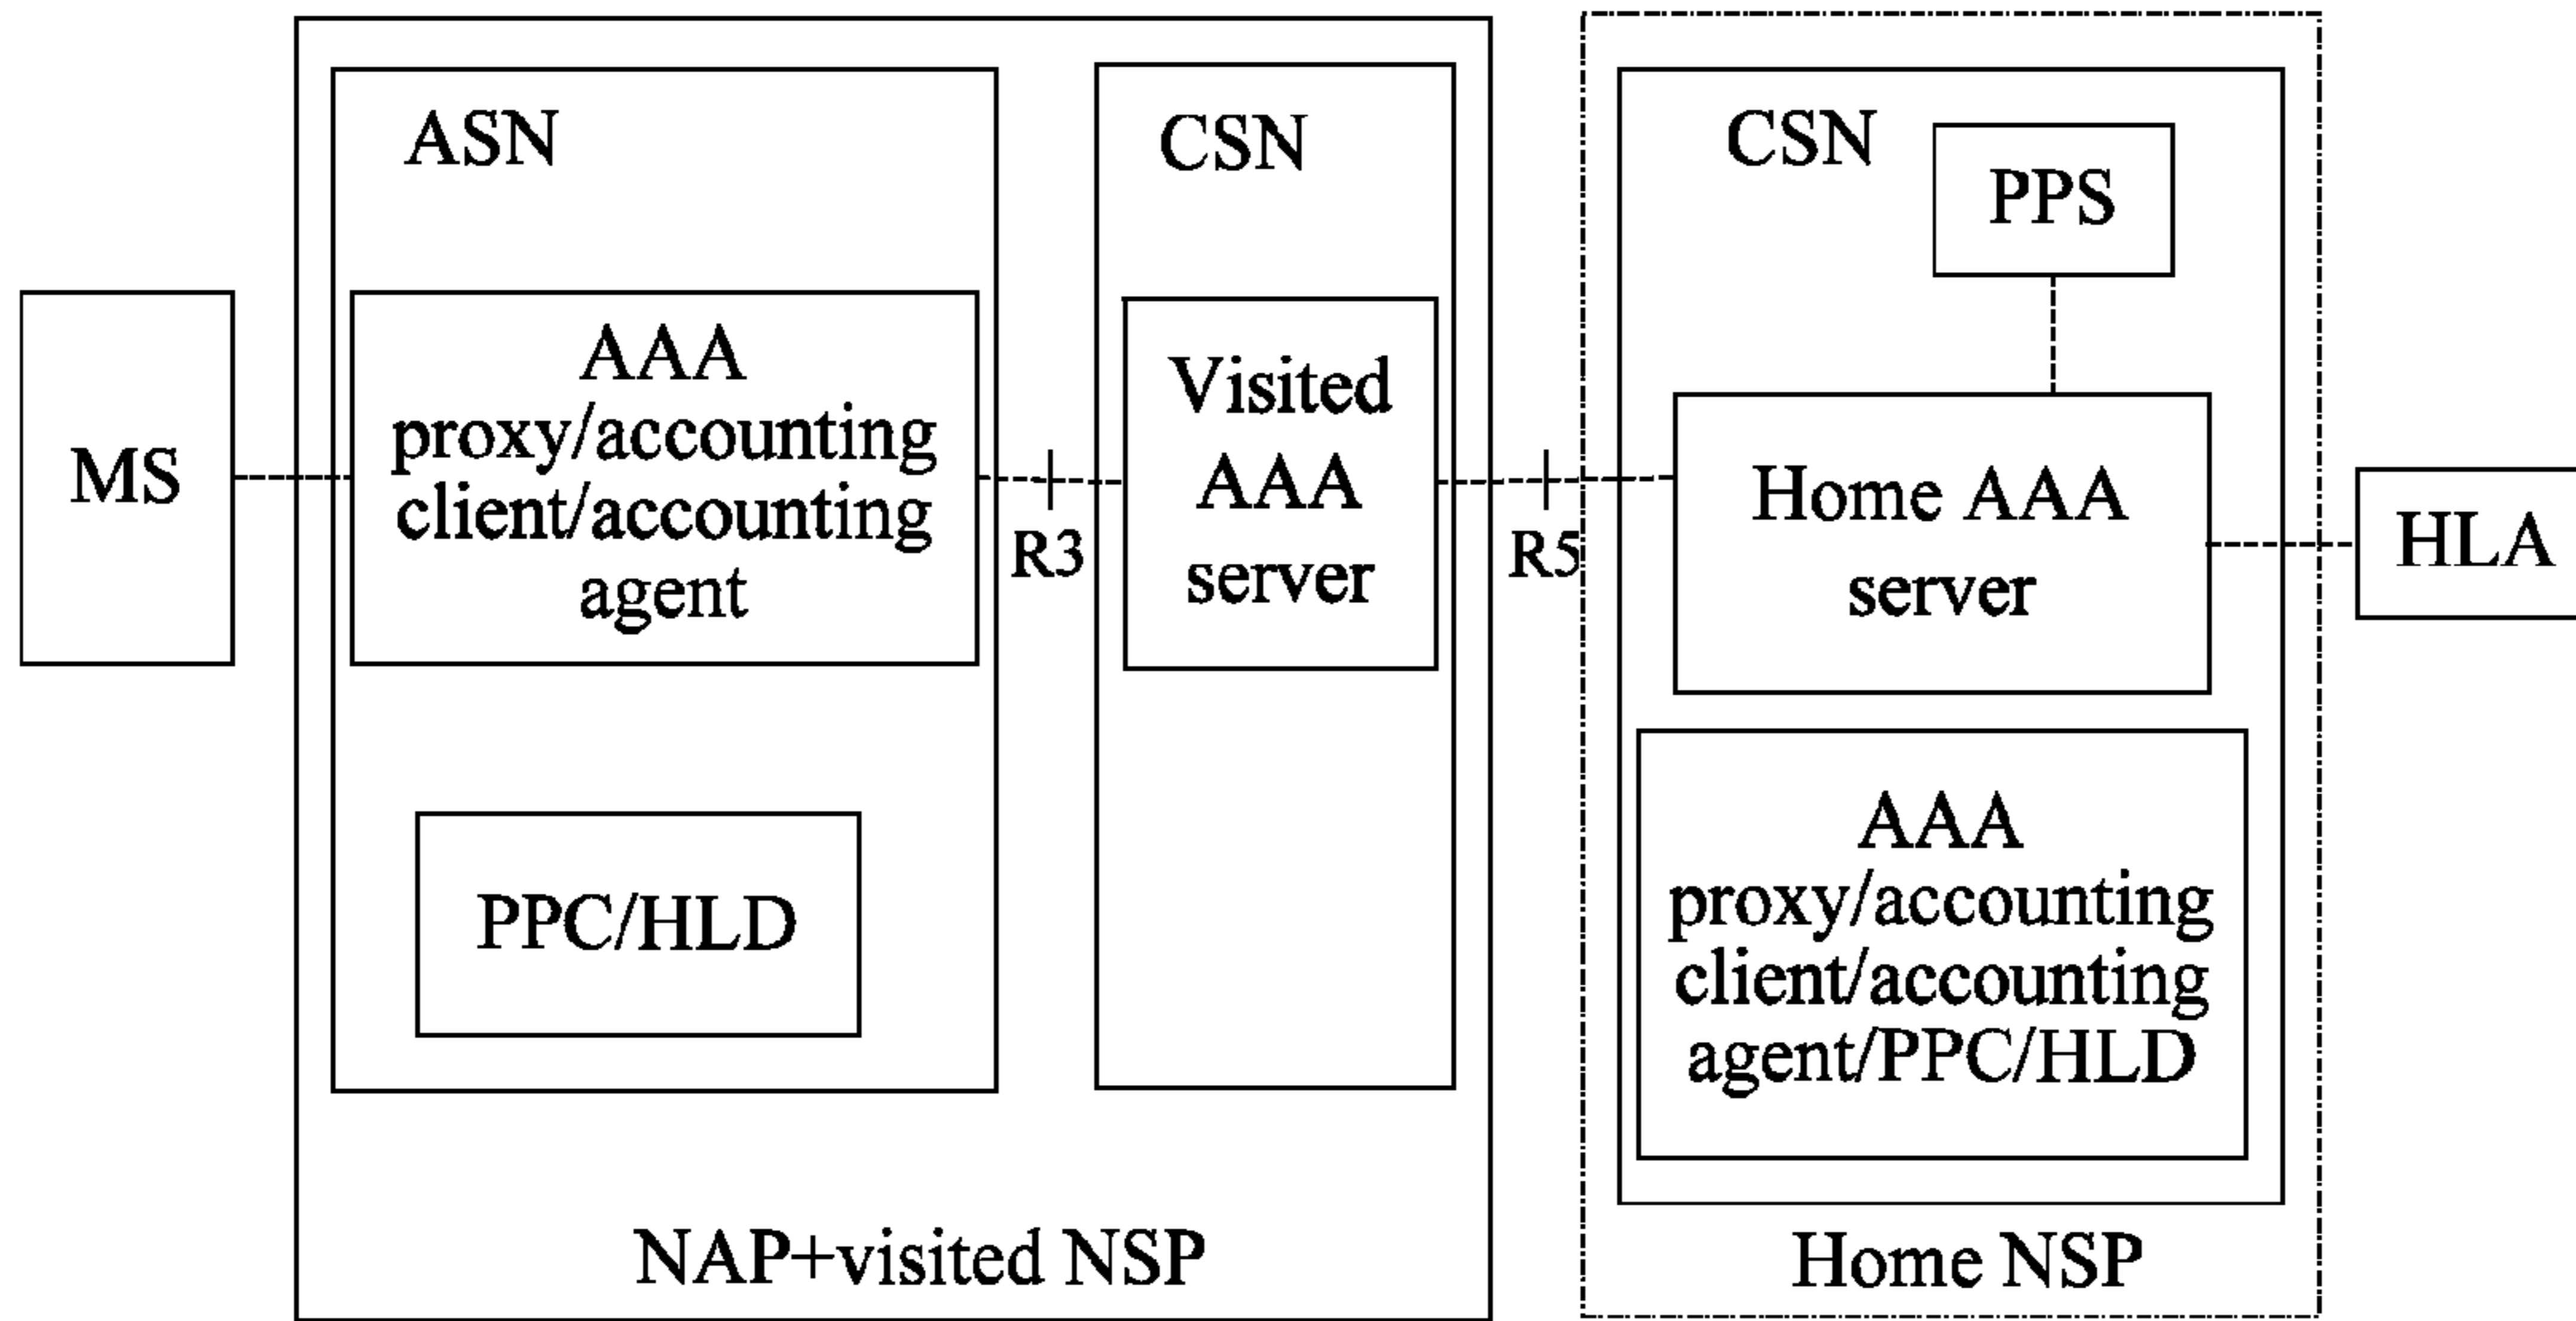 MS
ASN
AAA
proxy/accounting
client/accounting
agent
PPC/HLD
R3
CSN
Visited
AAA
server
NAP+visited NSP
R5
CSN
PPS
Home AAA
server
AAA
proxy/accounting
client/accounting
agent/PPC/HLD
Home NSP
HLA